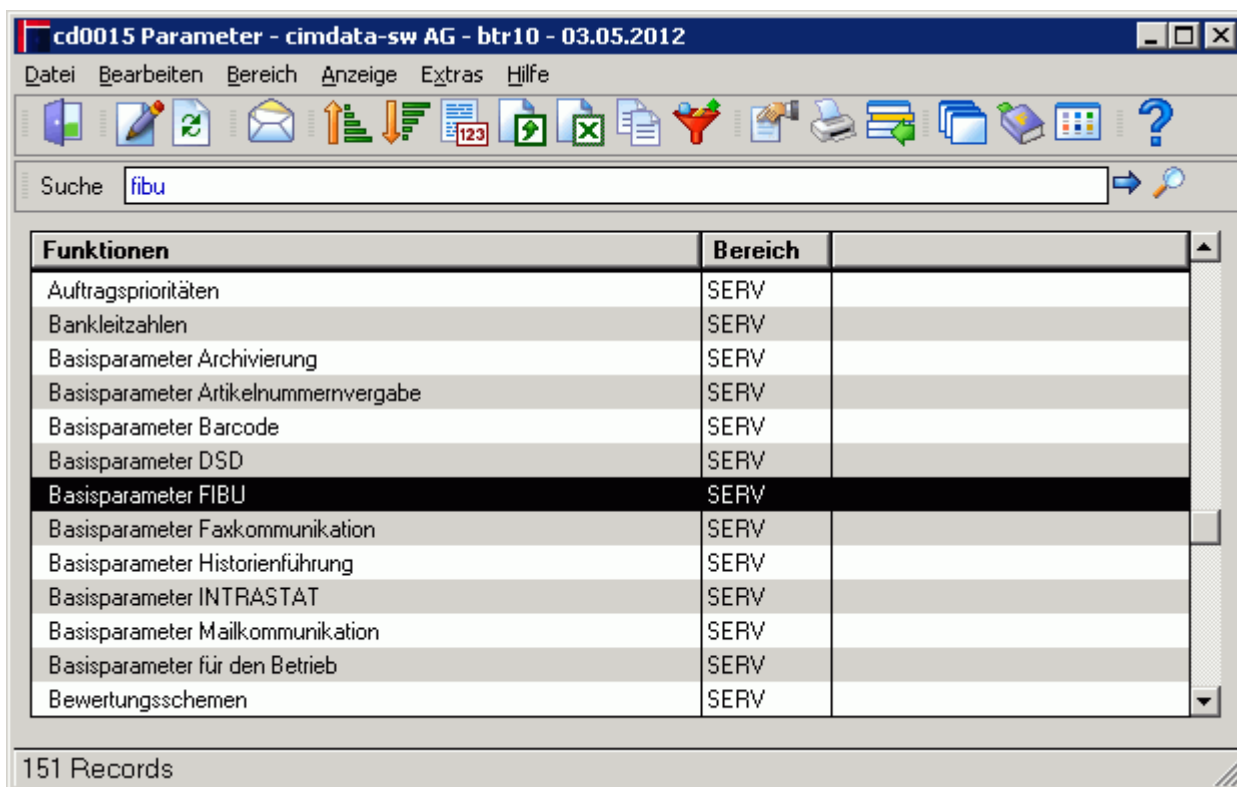 cd0015 Parameter - cimdata-sw AG - btr10 - 03.05.2012
Datei Bearbeiten Bereich Anzeige Extras Hilfe
123
Suche fibu
Funktionen Bereich
Auftragsprioritäten SERV
Bankleitzahlen SERV
Basisparameter Archivierung SERV
Basisparameter Artikelnummernvergabe SERV
Basisparameter Barcode SERV
Basisparameter DSD SERV
Basisparameter FIBU SERV
Basisparameter Faxkommunikation SERV
Basisparameter Historienführung SERV
Basisparameter INTRASTAT SERV
Basisparameter Mailkommunikation SERV
Basisparameter für den Betrieb SERV
Bewertungsschemen SERV
151 Records